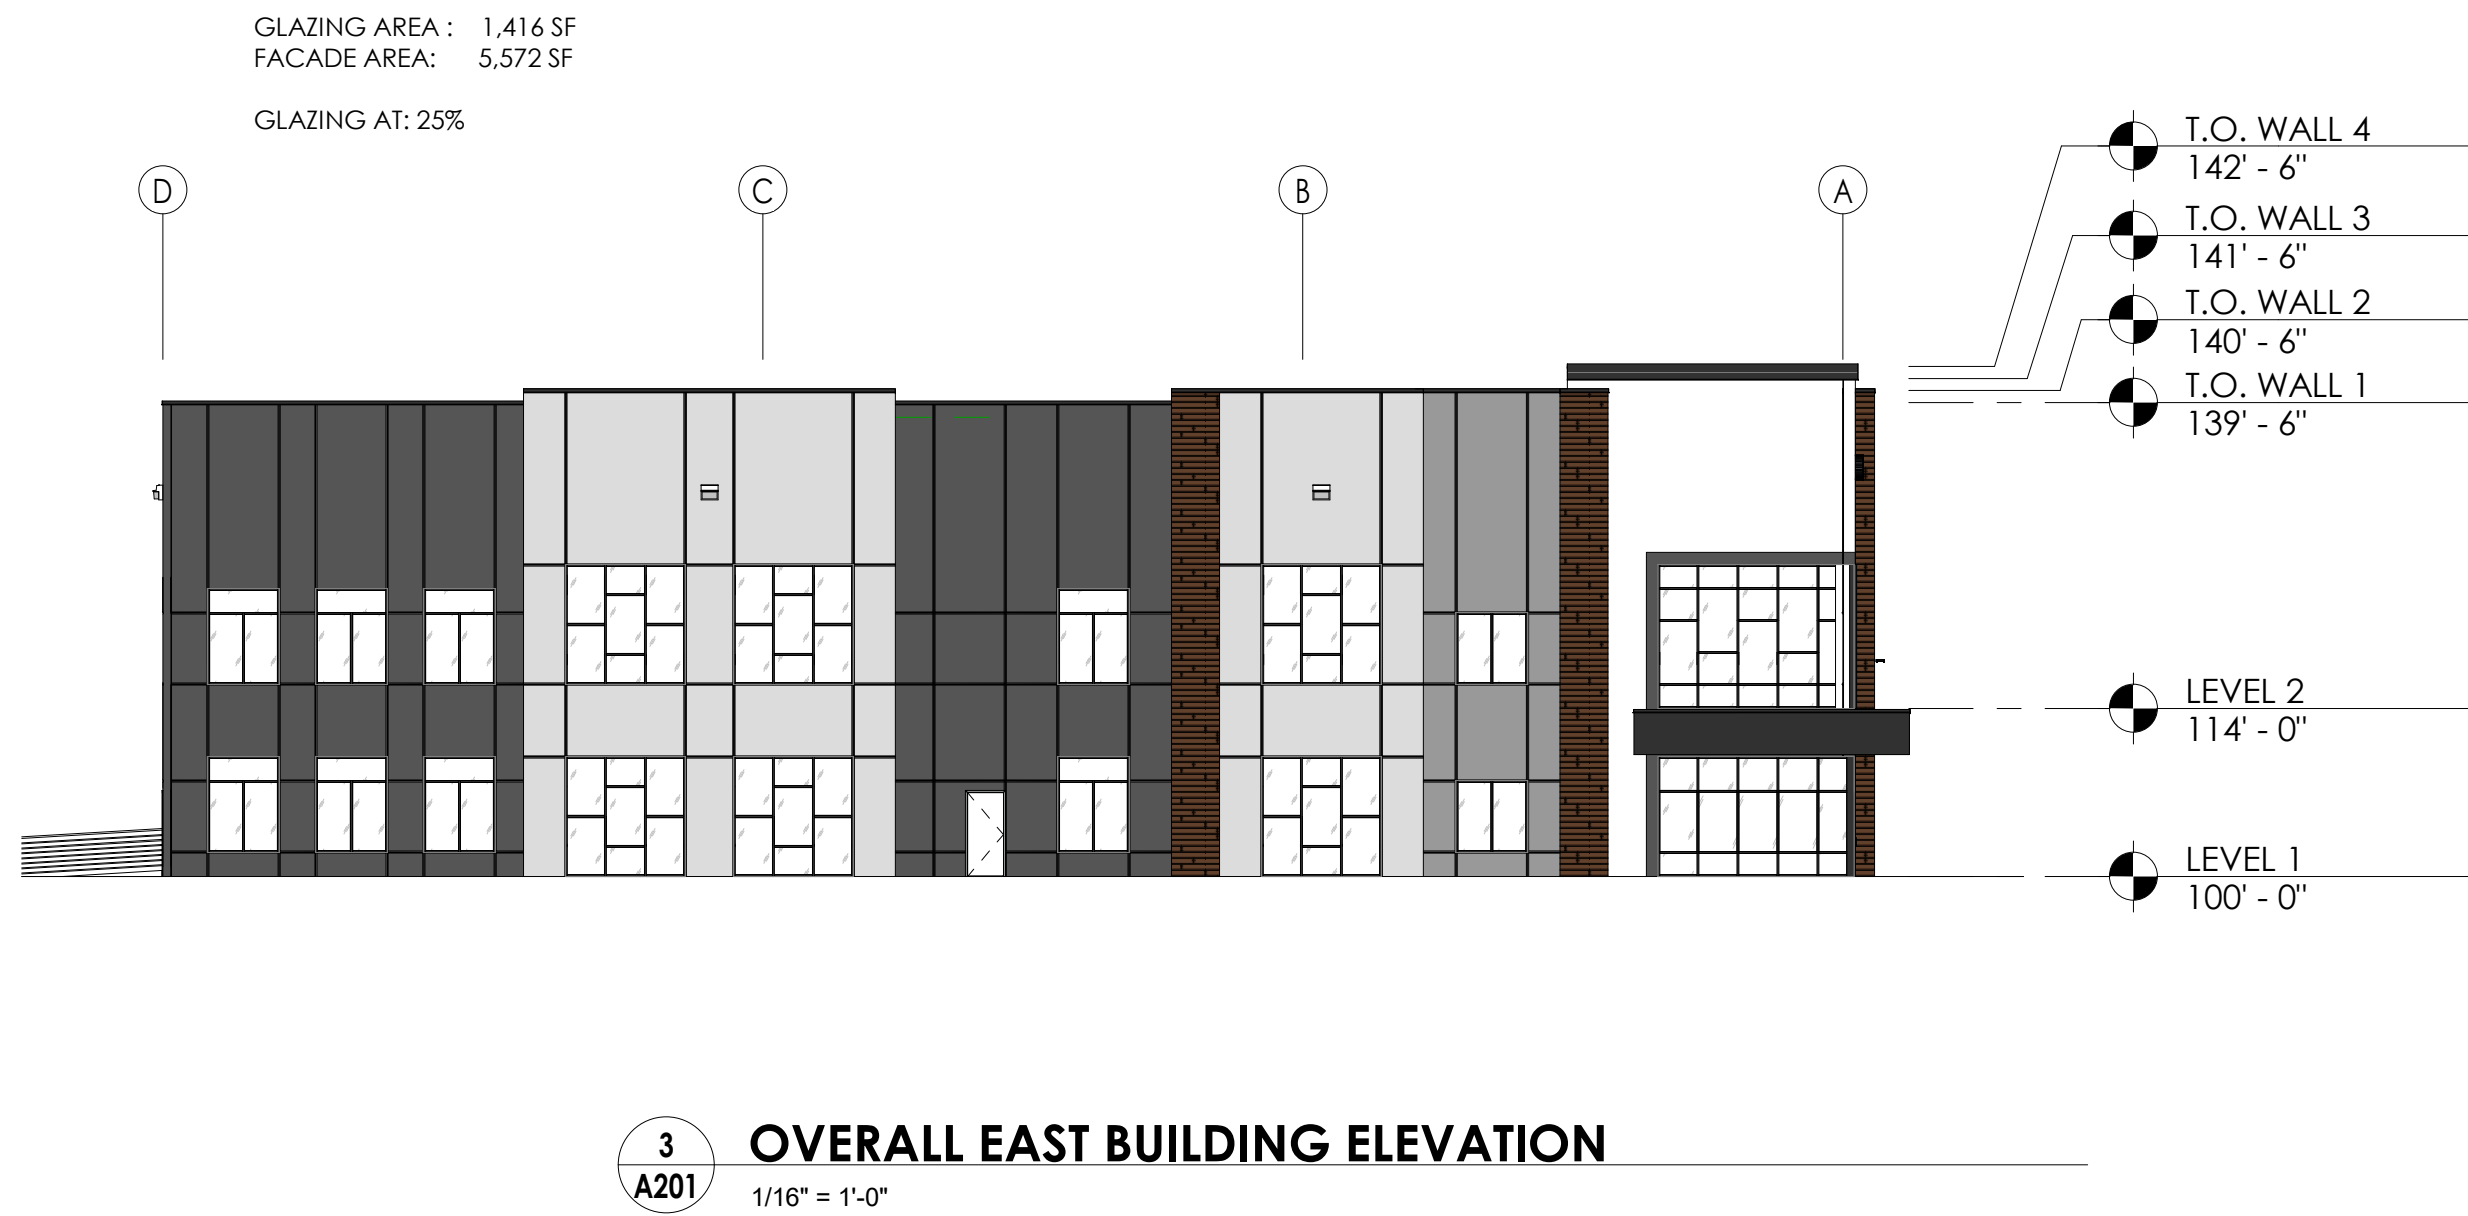 GLAZING AREA : 1,416 SF
FACADE AREA: 5,572 SF
GLAZING AT: 25%
D
C
B
A
T.O. WALL 4
142' - 6"
T.O. WALL 3
141' - 6"
T.O. WALL 2
140' - 6"
T.O. WALL 1
139' - 6"
LEVEL 2
114' - 0"
LEVEL 1
100' - 0"
3
A201
OVERALL EAST BUILDING ELEVATION
1/16" = 1'-0"